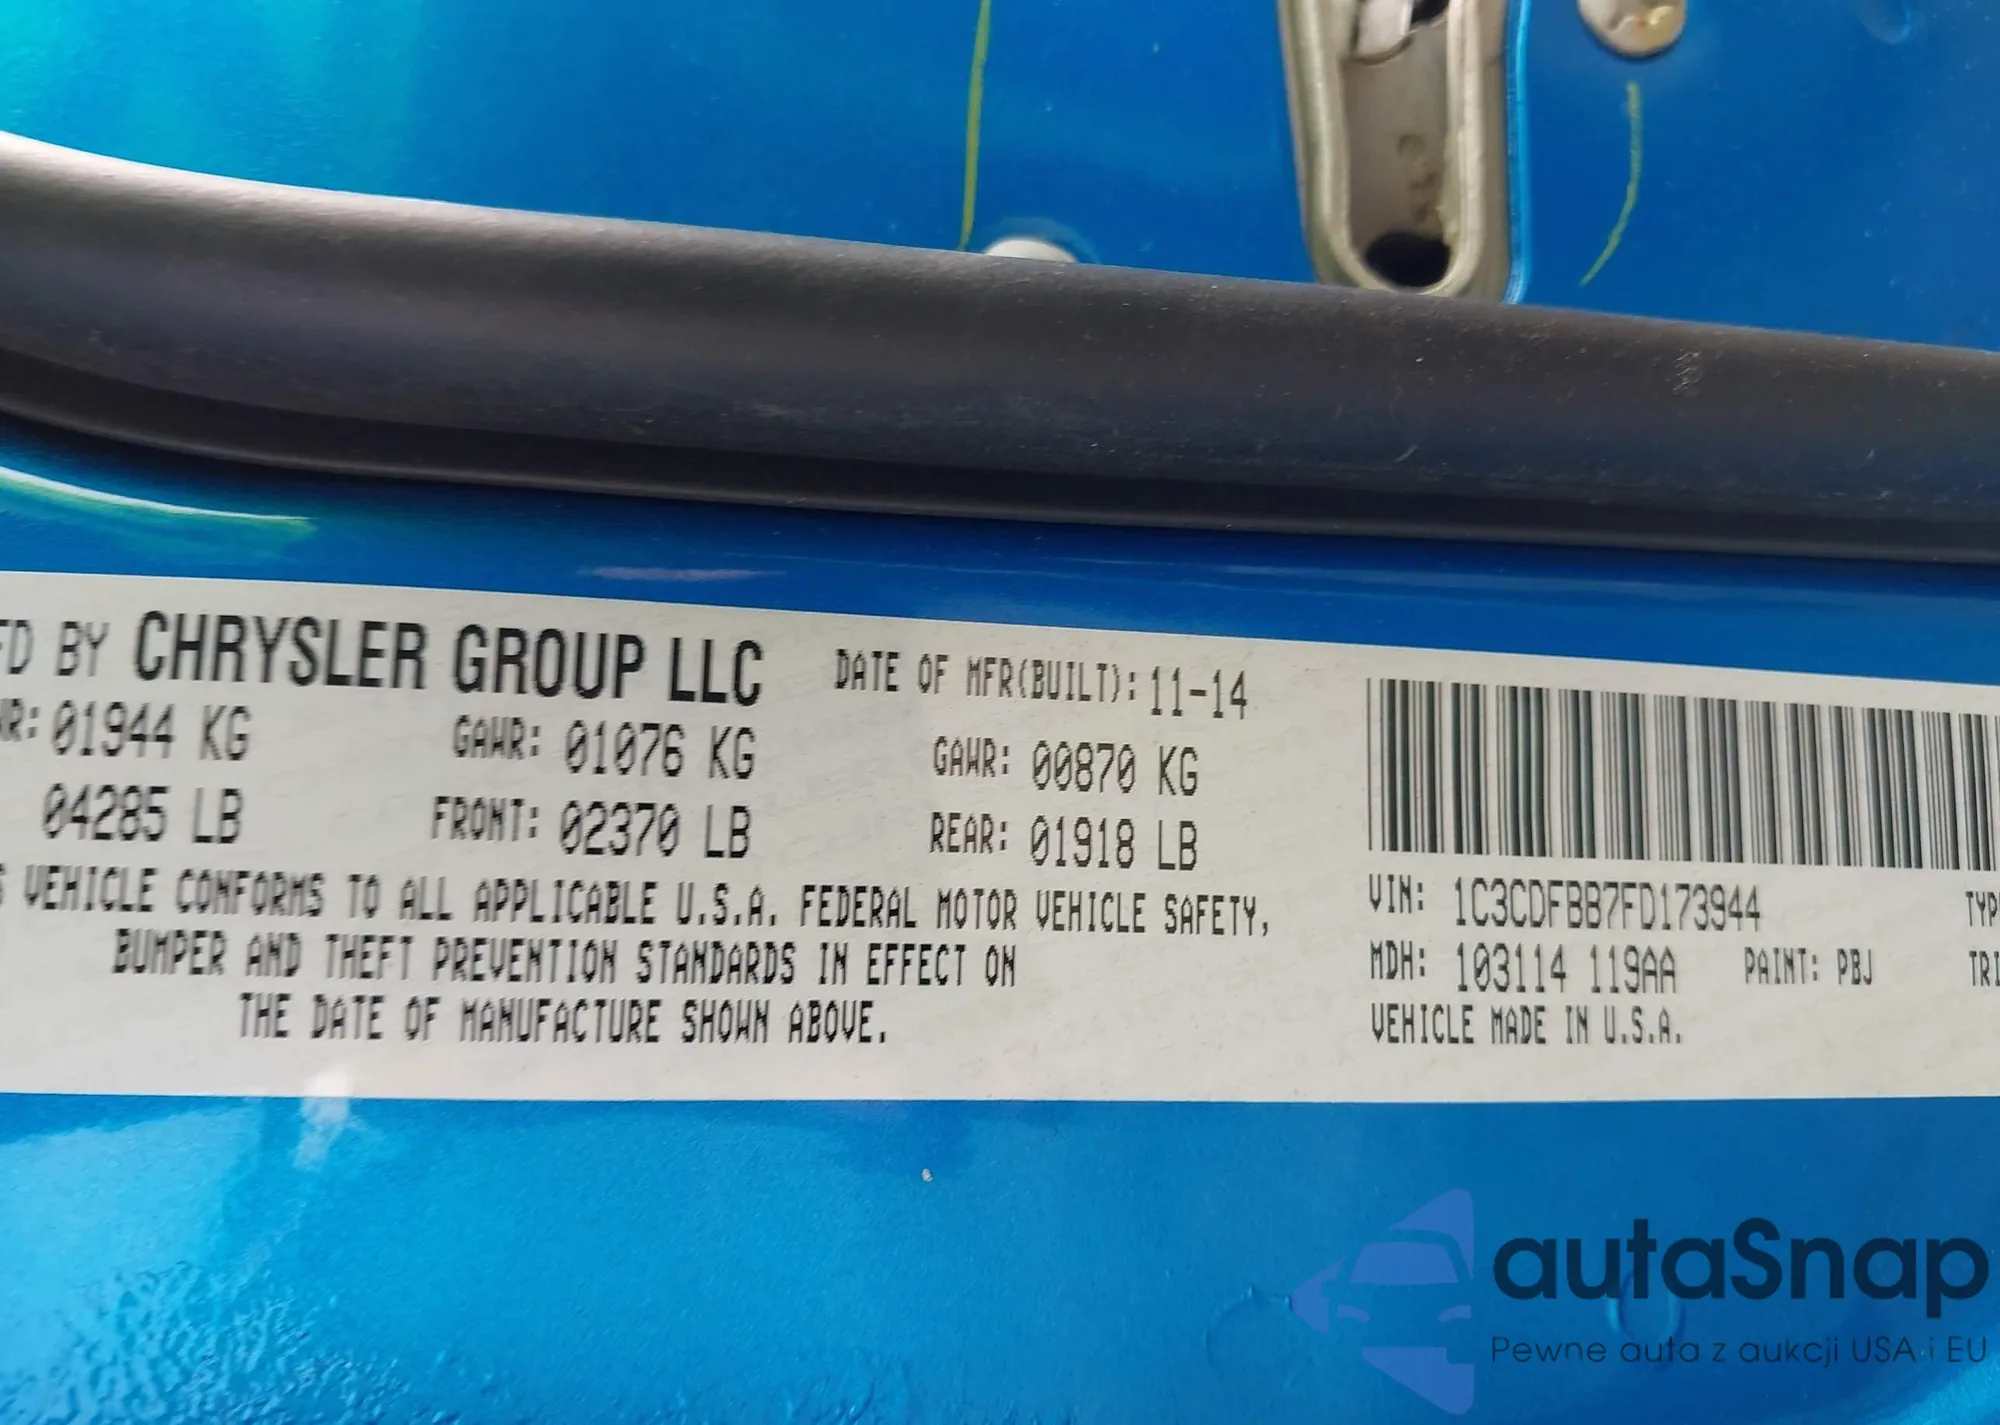 FD BY CHRYSLER GROUP LLC DATE OF MFR(BUILT): 11-14
R: 01944 KG GAWR: 01076 KG GAWR: 00870 KG
04285 LB FRONT: 02370 LB REAR: 01918 LB
S VEHICLE CONFORMS TO ALL APPLICABLE U.S.A. FEDERAL MOTOR VEHICLE SAFETY,
BUMPER AND THEFT PREVENTION STANDARDS IN EFFECT ON
THE DATE OF MANUFACTURE SHOWN ABOVE.
VIN: 1C3CDFBB7FD173944 TYP
MDH: 103114 119AA PAINT: PBJ TRI
VEHICLE MADE IN U.S.A.
autaSnap
Pewne auta z aukcji USA i EU